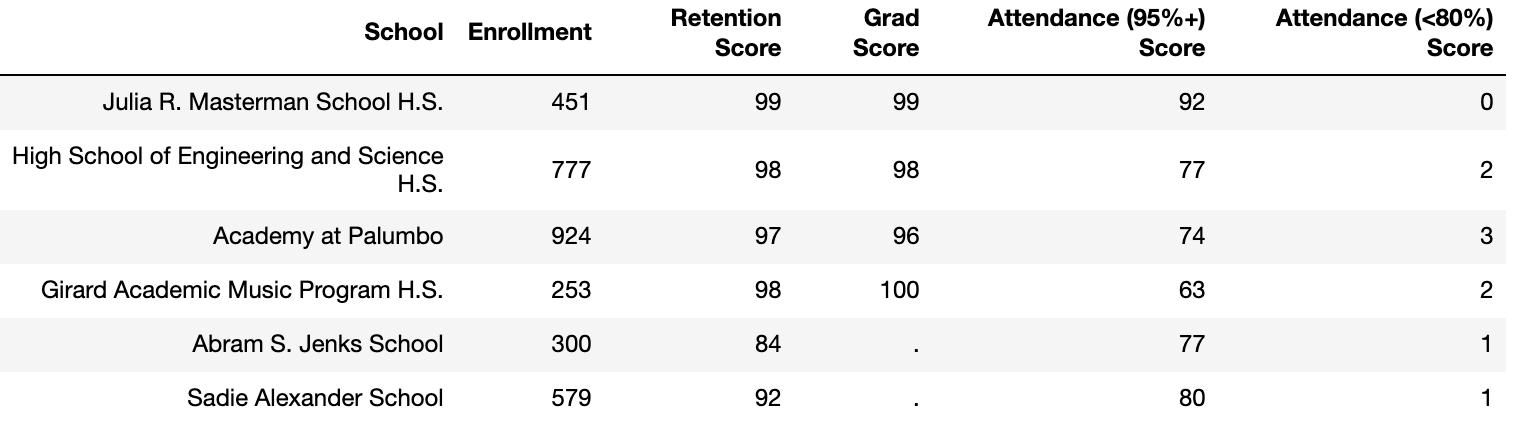 School Enrollment Retention Score Grad Score Attendance (95%+) Score Attendance (<80%) Score
Julia R. Masterman School H.S. 451 99 99 92 0
High School of Engineering and Science H.S. 777 98 98 77 2
Academy at Palumbo 924 97 96 74 3
Girard Academic Music Program H.S. 253 98 100 63 2
Abram S. Jenks School 300 84 . 77 1
Sadie Alexander School 579 92 . 80 1